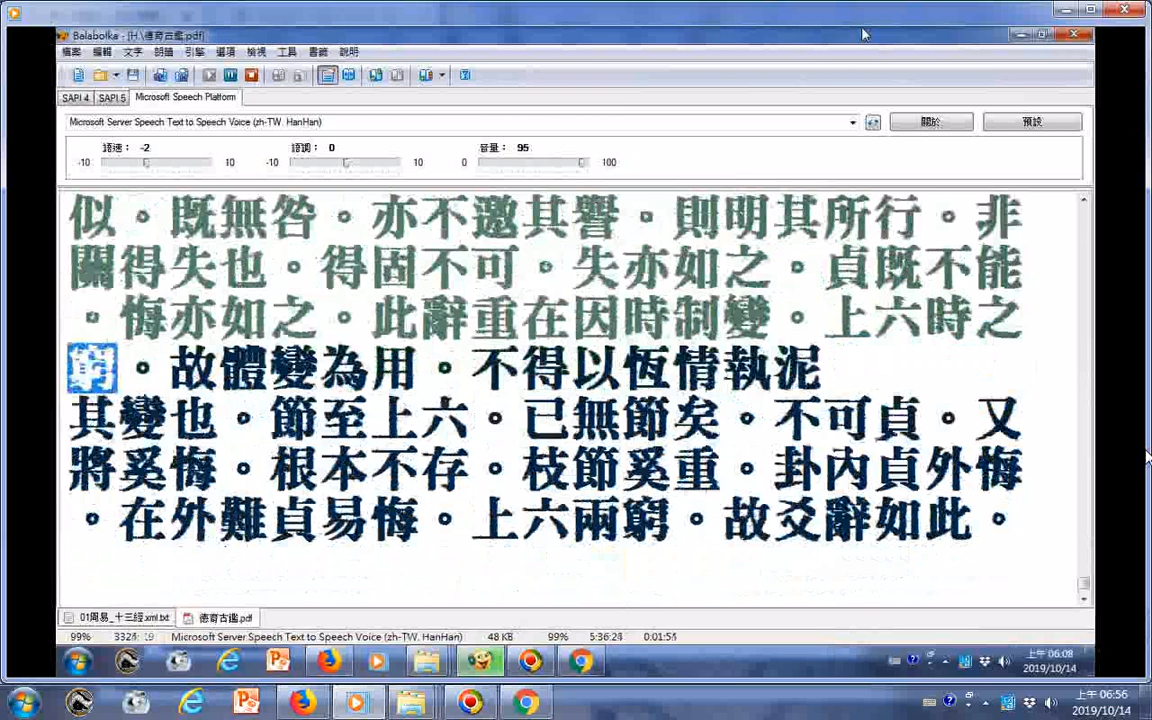 Balabolka - [H:\德育古鑑.pdf]
檔案 編輯 文字 朗讀 引擎 選項 檢視 工具 書籤 說明
SAPI 4 SAPI 5 Microsoft Speech Platform
Microsoft Server Speech Text to Speech Voice (zh-TW, HanHan) 關於 預設
語速： -2 語調： 0 音量： 95
-10 10 -10 10 0 100
似。既無咎。亦不邀其譽。則明其所行。非
關得失也。得固不可。失亦如之。貞既不能
。悔亦如之。此辭重在因時制變。上六時之
窮。故體變為用。不得以恆情執泥
其變也。節至上六。已無節矣。不可貞。又
將奚悔。根本不存。枝節奚重。卦內貞外悔
。在外難貞易悔。上六兩窮。故爻辭如此。
01周易_十三經.xml.txt 德育古鑑.pdf
99% 3324: 19 Microsoft Server Speech Text to Speech Voice (zh-TW, HanHan) 48 KB 99% 5:36:24 0:01:54
上午 06:08
2019/10/14
上午 06:56
2019/10/14